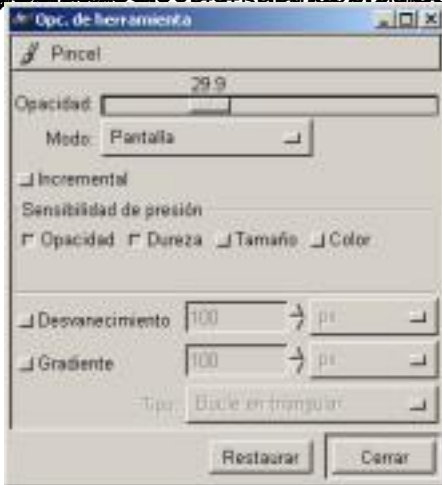 Opc. de herramienta
Pincel
29.9
Opacidad:
Modo: Pantalla
Incremental
Sensibilidad de presión
Opacidad Dureza Tamaño Color
Desvanecimiento 100 px
Gradiente 100 px
Tipo: Bucle en triangular
Restaurar Cerrar